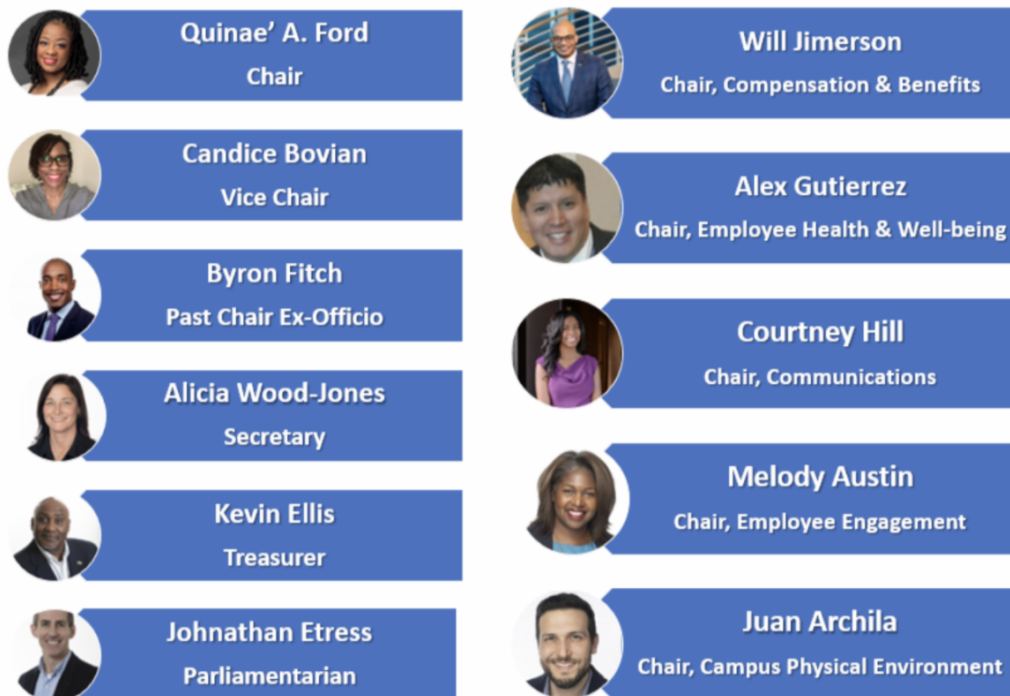 Quinae' A. Ford
Chair
Candice Bovian
Vice Chair
Byron Fitch
Past Chair Ex-Officio
Alicia Wood-Jones
Secretary
Kevin Ellis
Treasurer
Johnathan Etress
Parliamentarian
Will Jimerson
Chair, Compensation & Benefits
Alex Gutierrez
Chair, Employee Health & Well-being
Courtney Hill
Chair, Communications
Melody Austin
Chair, Employee Engagement
Juan Archila
Chair, Campus Physical Environment